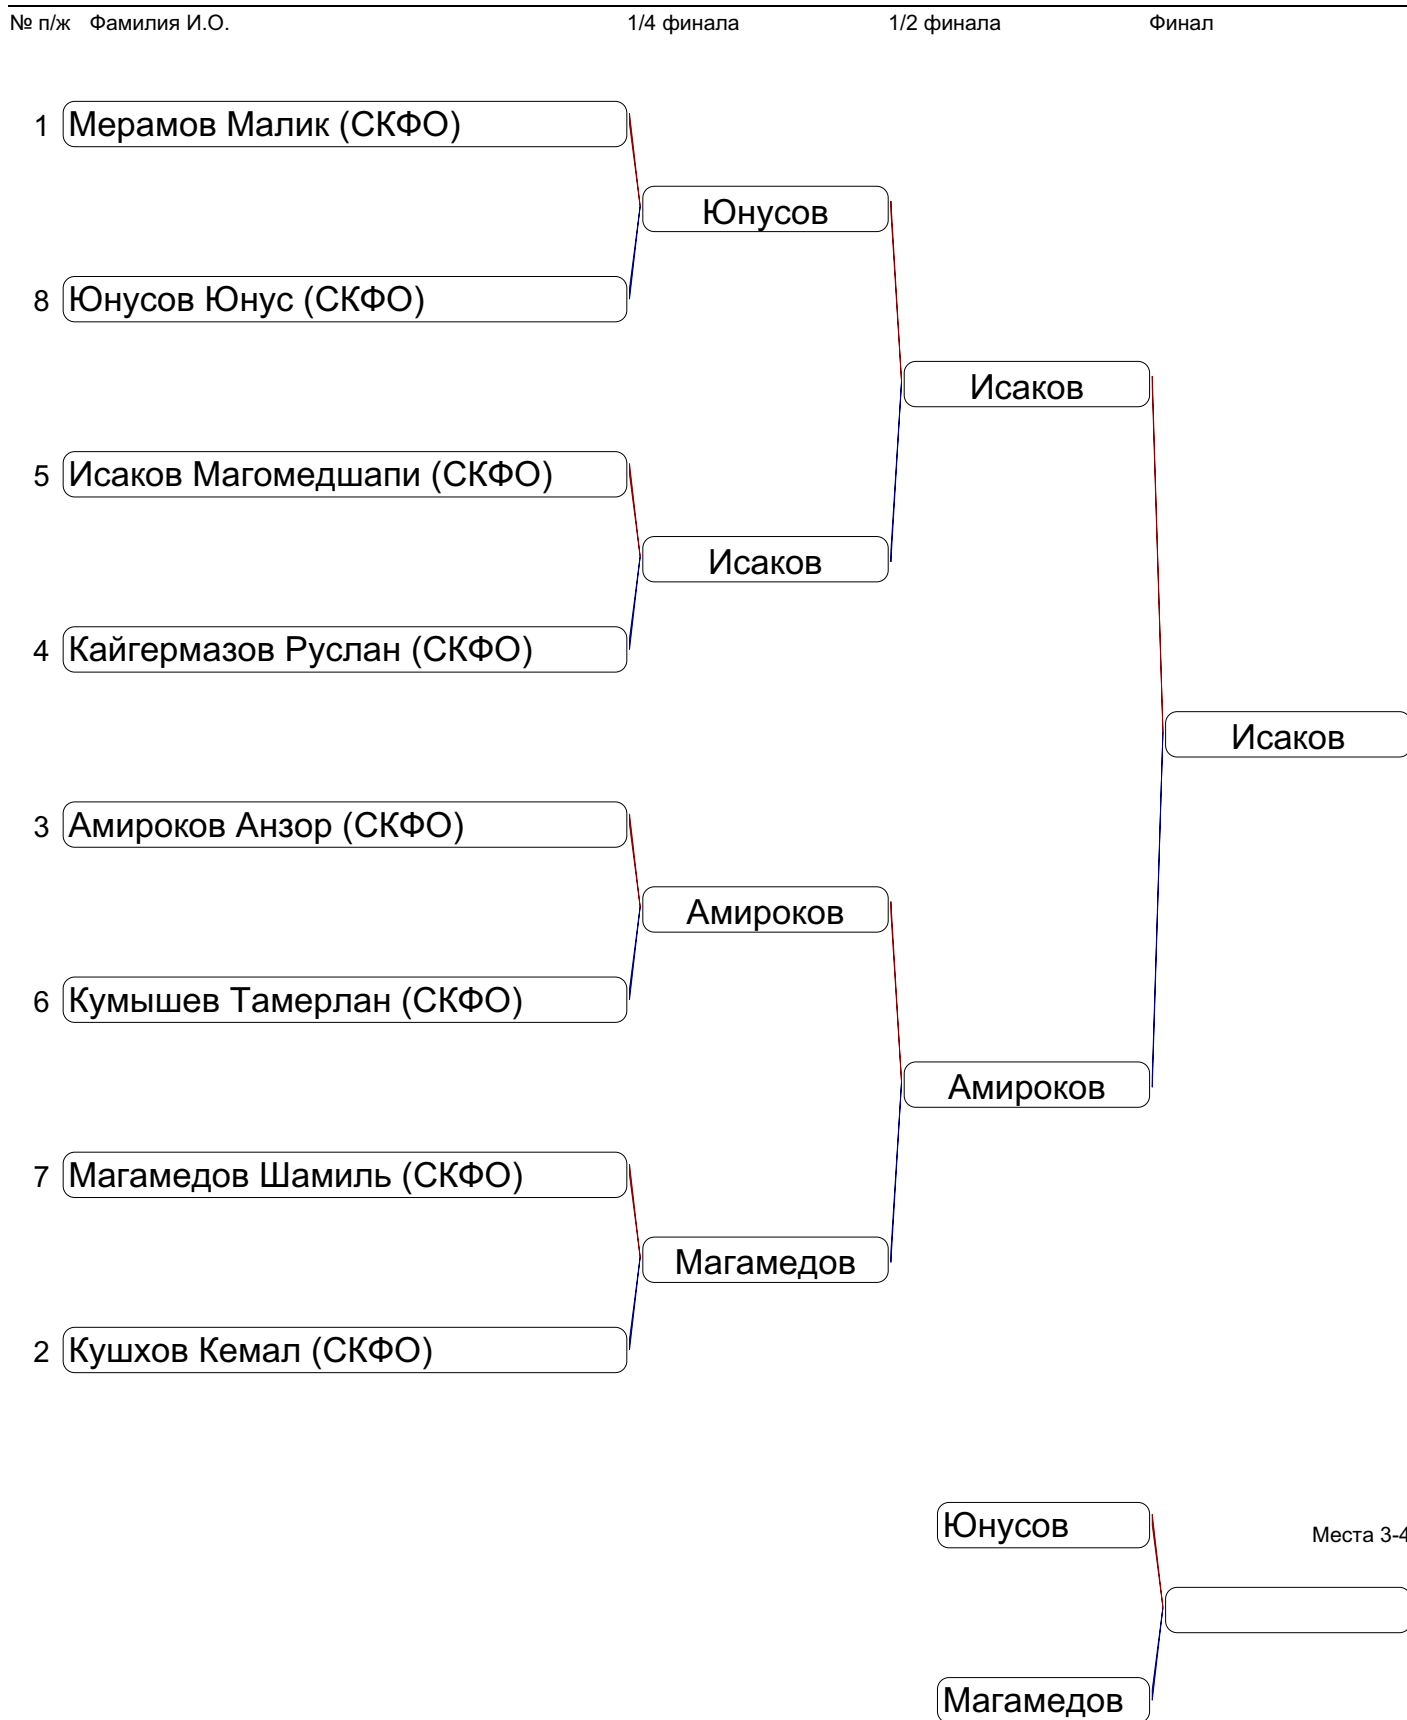 № п/ж Фамилия И.О. 1/4 финала 1/2 финала Финал
1 Мерамов Малик (СКФО)
Юнусов
8 Юнусов Юнус (СКФО)
Исаков
5 Исаков Магомедшапи (СКФО)
Исаков
4 Кайгермазов Руслан (СКФО)
Исаков
3 Амироков Анзор (СКФО)
Амироков
6 Кумышев Тамерлан (СКФО)
Амироков
7 Магамедов Шамиль (СКФО)
Магамедов
2 Кушхов Кемал (СКФО)
Юнусов
Места 3-4
Магамедов